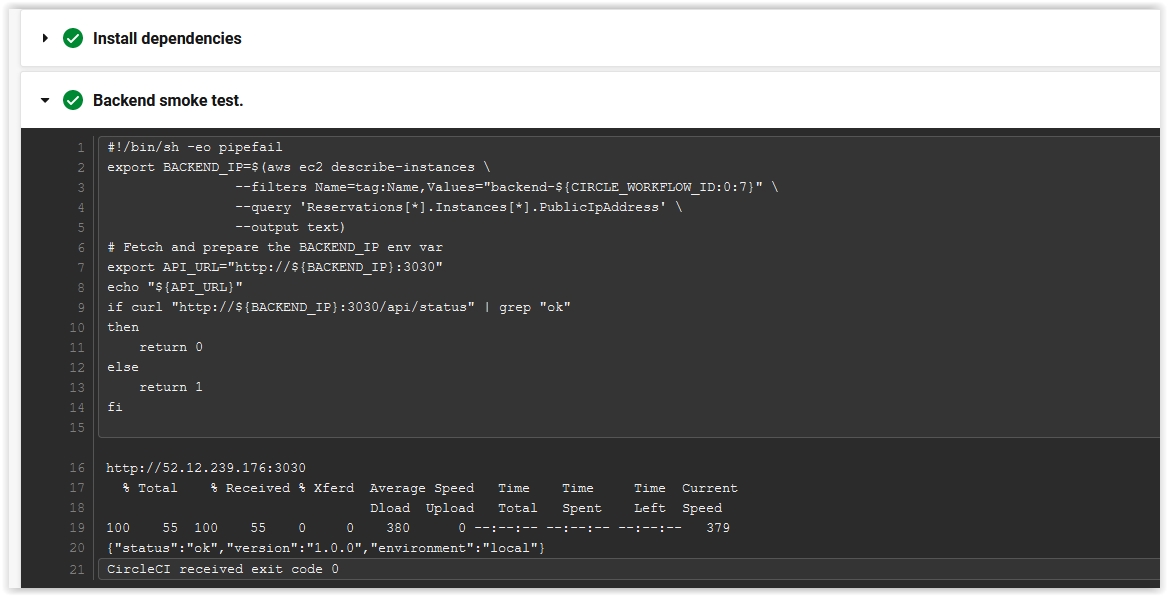 Install dependencies
Backend smoke test.
1 #!/bin/sh -eo pipefail
2 export BACKEND_IP=$(aws ec2 describe-instances \
3 --filters Name=tag:Name,Values="backend-${CIRCLE_WORKFLOW_ID:0:7}" \
4 --query 'Reservations[*].Instances[*].PublicIpAddress' \
5 --output text)
6 # Fetch and prepare the BACKEND_IP env var
7 export API_URL="http://${BACKEND_IP}:3030"
8 echo "${API_URL}"
9 if curl "http://${BACKEND_IP}:3030/api/status" | grep "ok"
10 then
11 return 0
12 else
13 return 1
14 fi
15
16 http://52.12.239.176:3030
17 % Total % Received % Xferd Average Speed Time Time Time Current
18 Dload Upload Total Spent Left Speed
19 100 55 100 55 0 0 380 0 --:--:-- --:--:-- --:--:-- 379
20 {"status":"ok","version":"1.0.0","environment":"local"}
21 CircleCI received exit code 0